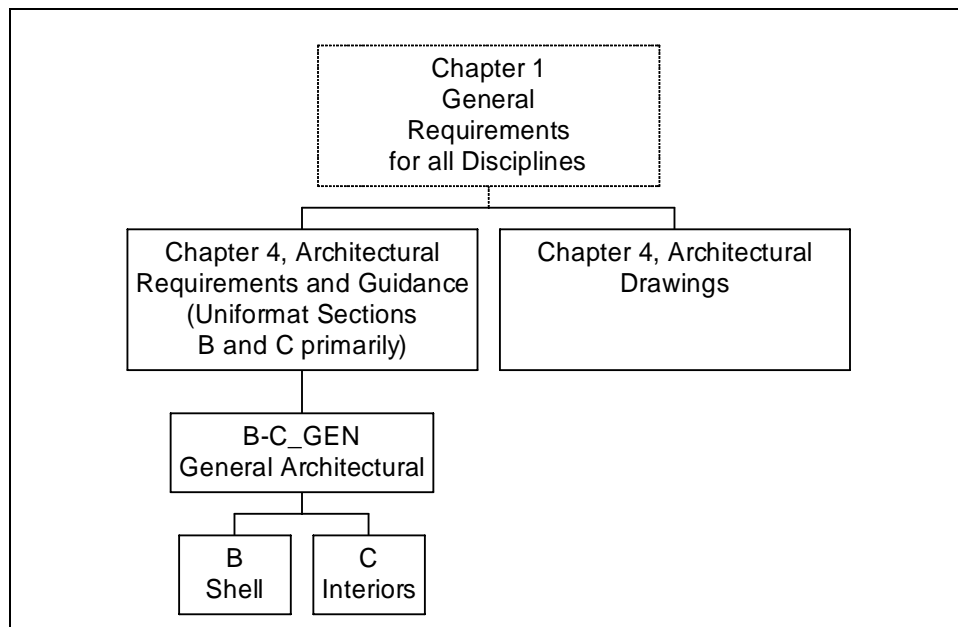 Chapter 1
General
Requirements
for all Disciplines
Chapter 4, Architectural
Requirements and Guidance
(Uniformat Sections
B and C primarily)
Chapter 4, Architectural
Drawings
B-C_GEN
General Architectural
B
Shell
C
Interiors